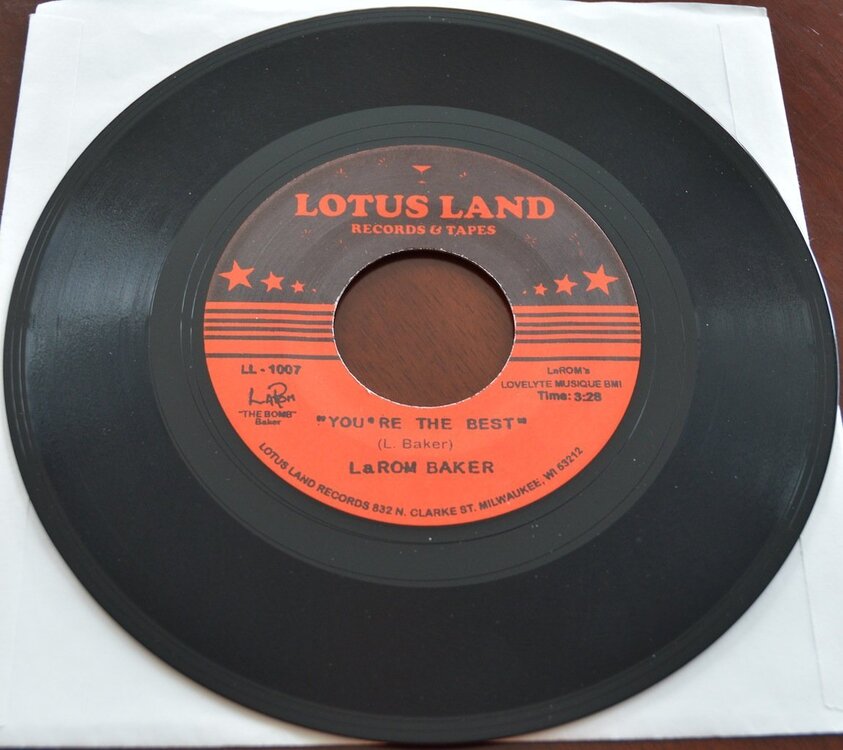 LOTUS LAND
RECORDS & TAPES
LL - 1007
LaRom
"THE BOMB"
Baker
LaROM's
LOVELYTE MUSIQUE BMI
Time: 3:28
"YOU'RE THE BEST"
(L. Baker)
LaROM BAKER
LOTUS LAND RECORDS 832 N. CLARKE ST. MILWAUKEE, WI 53212